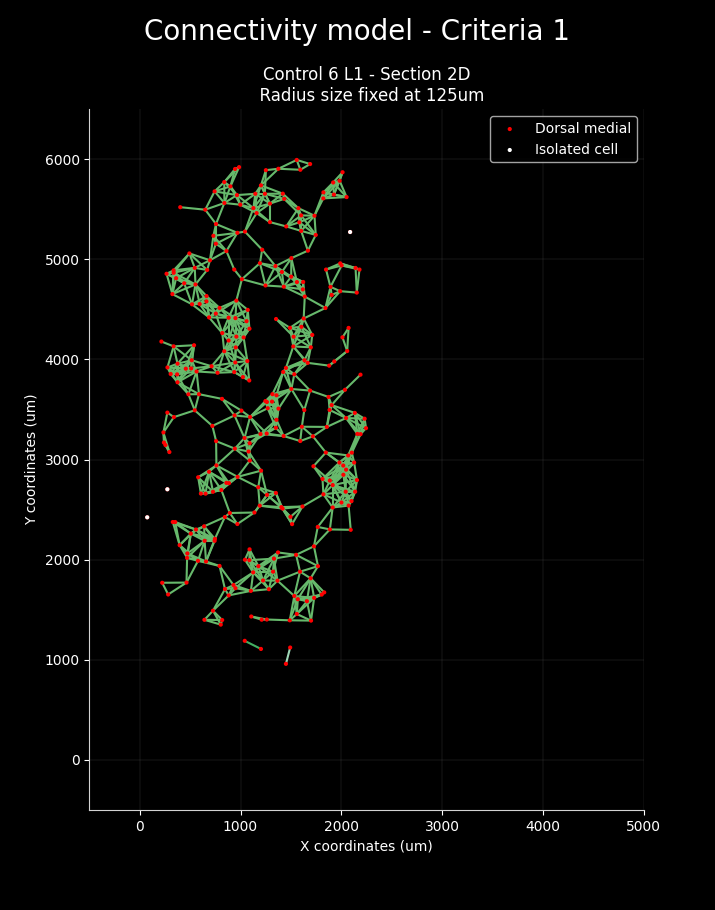 Connectivity model - Criteria 1
Control 6 L1 - Section 2D
Radius size fixed at 125um
Dorsal medial
Isolated cell
6000
5000
4000
3000
2000
1000
0
Y coordinates (um)
0 1000 2000 3000 4000 5000
X coordinates (um)